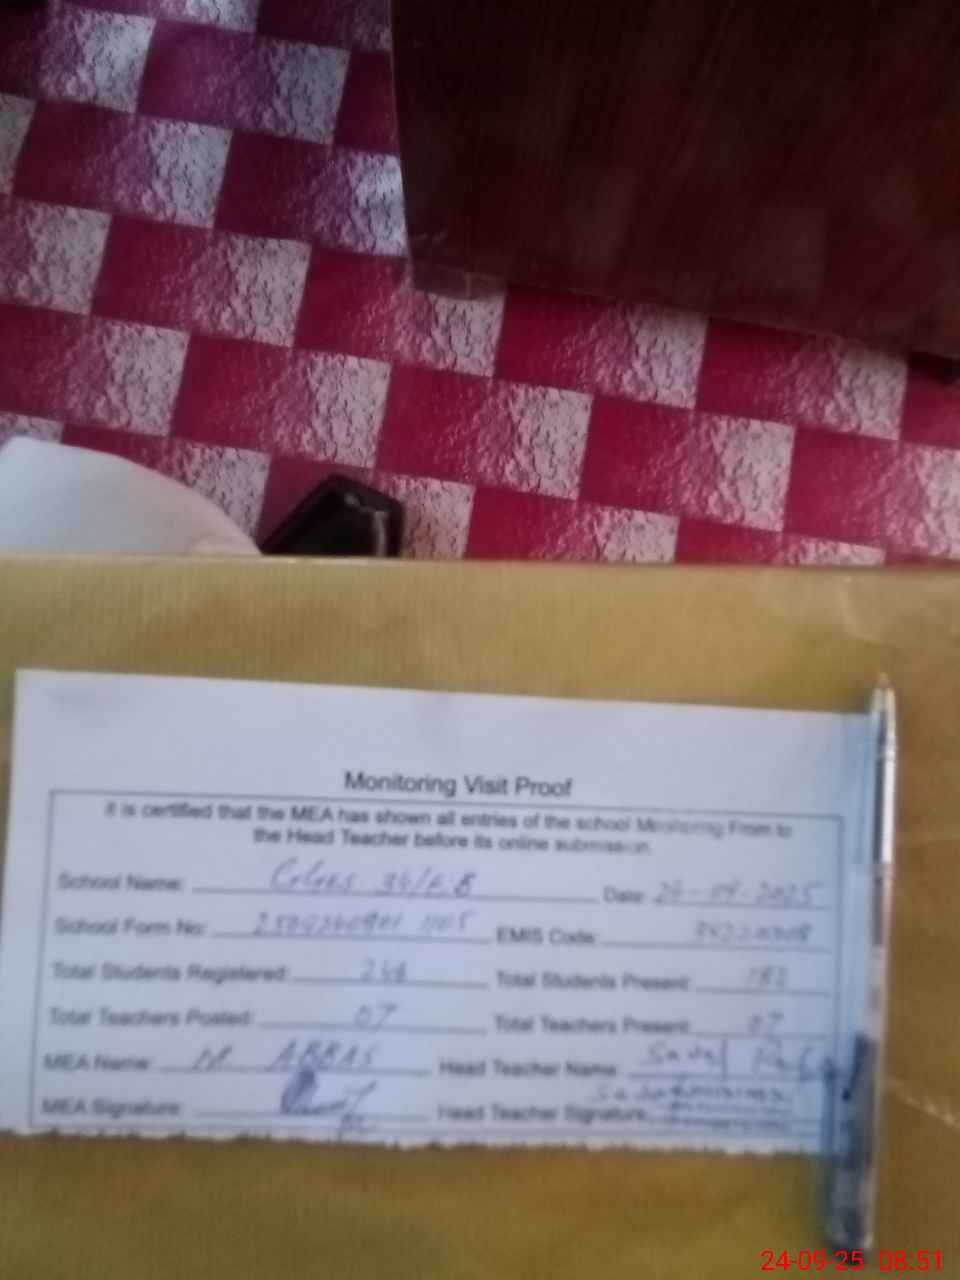 Monitoring Visit Proof
It is certified that the MEA has shown all entries of the school Monitoring From to
the Head Teacher before its online submission
School Name: 34/E.B Date: 24-09-2025
School Form No: EMIS Code:
Total Students Registered: Total Students Present: 182
Total Teachers Posted: 07 Total Teachers Present: 07
MEA Name: M ABBAS Head Teacher Name:
MEA Signature: Head Teacher Signature:
24-09-25 08:51